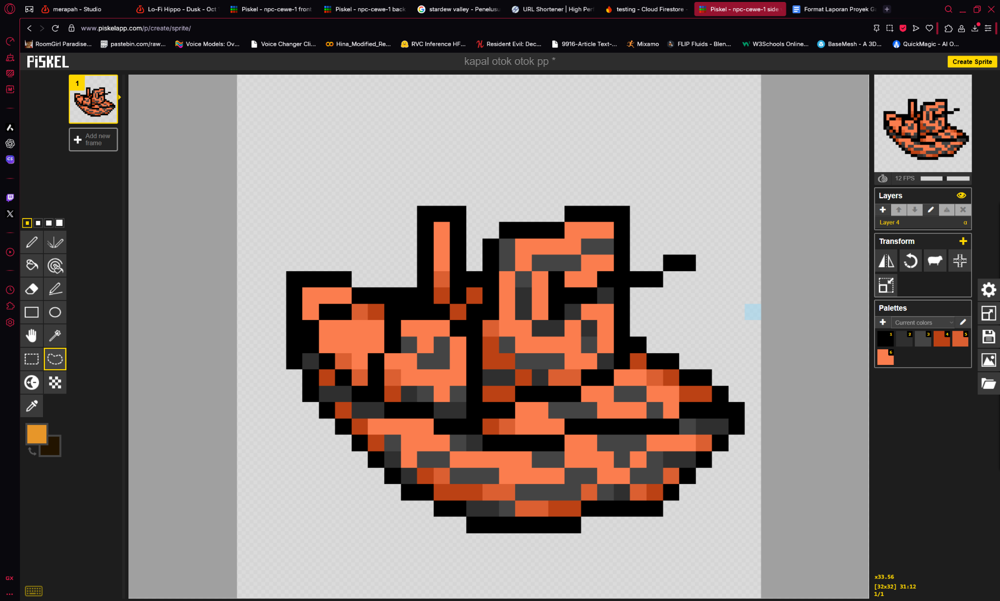 merapah - Studio
Lo-Fi Hippo - Dusk - Oct
Piskel - npc-cewe-1 front
Piskel - npc-cewe-1 back
stardew valley - Penelusu
URL Shortener | High Perf
testing - Cloud Firestore -
Piskel - npc-cewe-1 side
Format Laporan Proyek Ga
www.piskelapp.com/p/create/sprite/
RoomGirl Paradise...
pastebin.com/raw...
Voice Models: Ov...
Voice Changer Cli...
Hina_Modified_Re...
RVC Inference HF...
Resident Evil: Dec...
9916-Article Text-...
Mixamo
FLIP Fluids - Blen...
W3Schools Online...
BaseMesh - A 3D...
QuickMagic - AI O...
PiSKEL
kapal otok otok pp *
Create Sprite
1
Add new
frame
12 FPS
Layers
Layer 4
α
Transform
Palettes
Current colors
1
2
3
4
5
6
CS
M
GX
x33.56
[32x32] 31:12
1/1